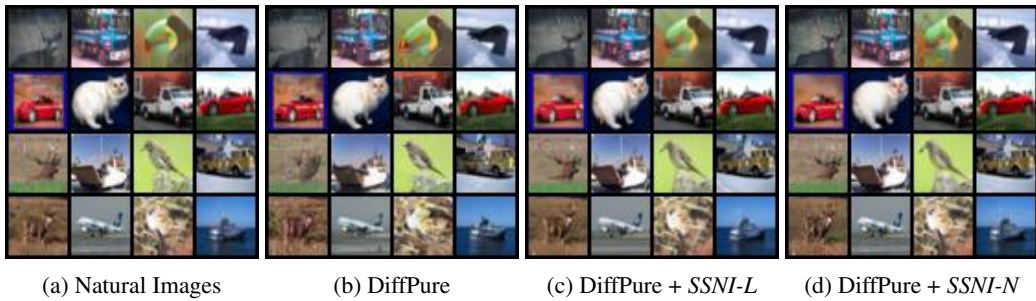 (a) Natural Images
(b) DiffPure
(c) DiffPure + SSNI-L
(d) DiffPure + SSNI-N